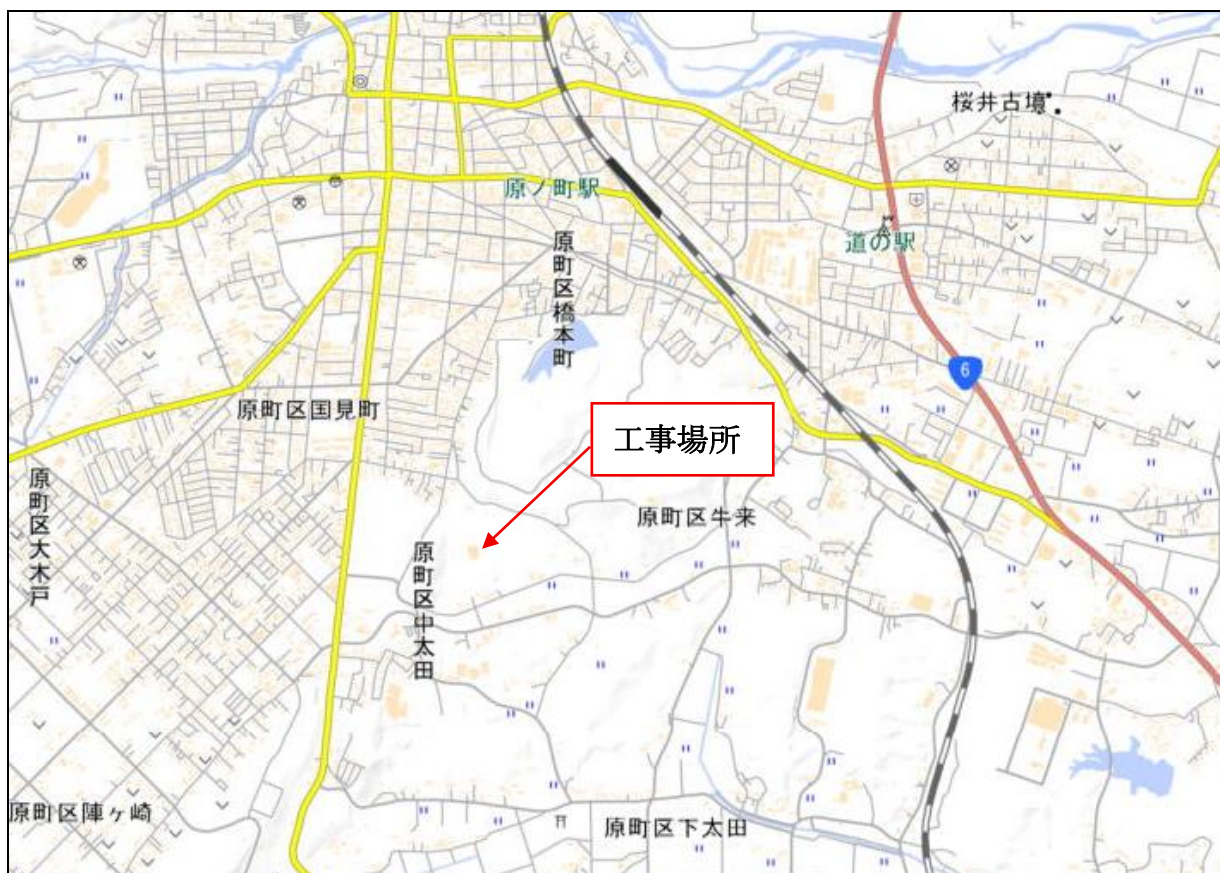 桜井古墳
原ノ町駅
道の駅
原町区橋本町
6
原町区国見町
工事場所
原町区大木戸
原町区牛来
原町区中太田
原町区陣ヶ崎
原町区下太田